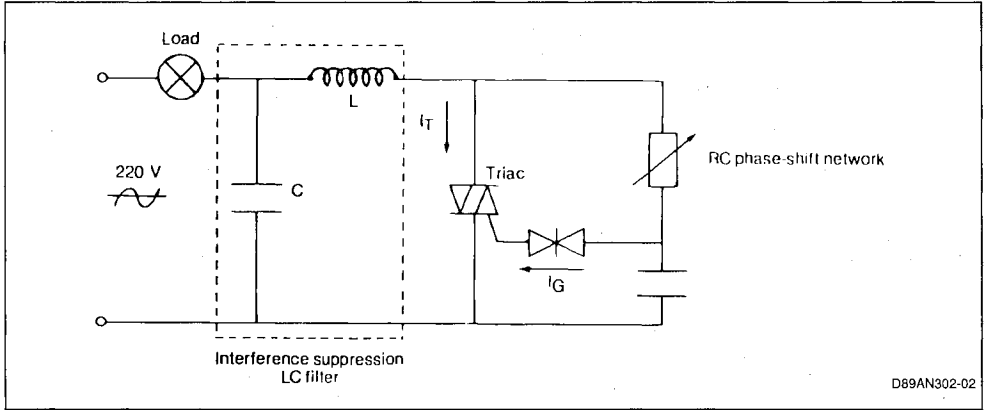 Load
L
I_T
RC phase-shift network
Triac
220 V
C
I_G
Interference suppression
LC filter
D89AN302-02